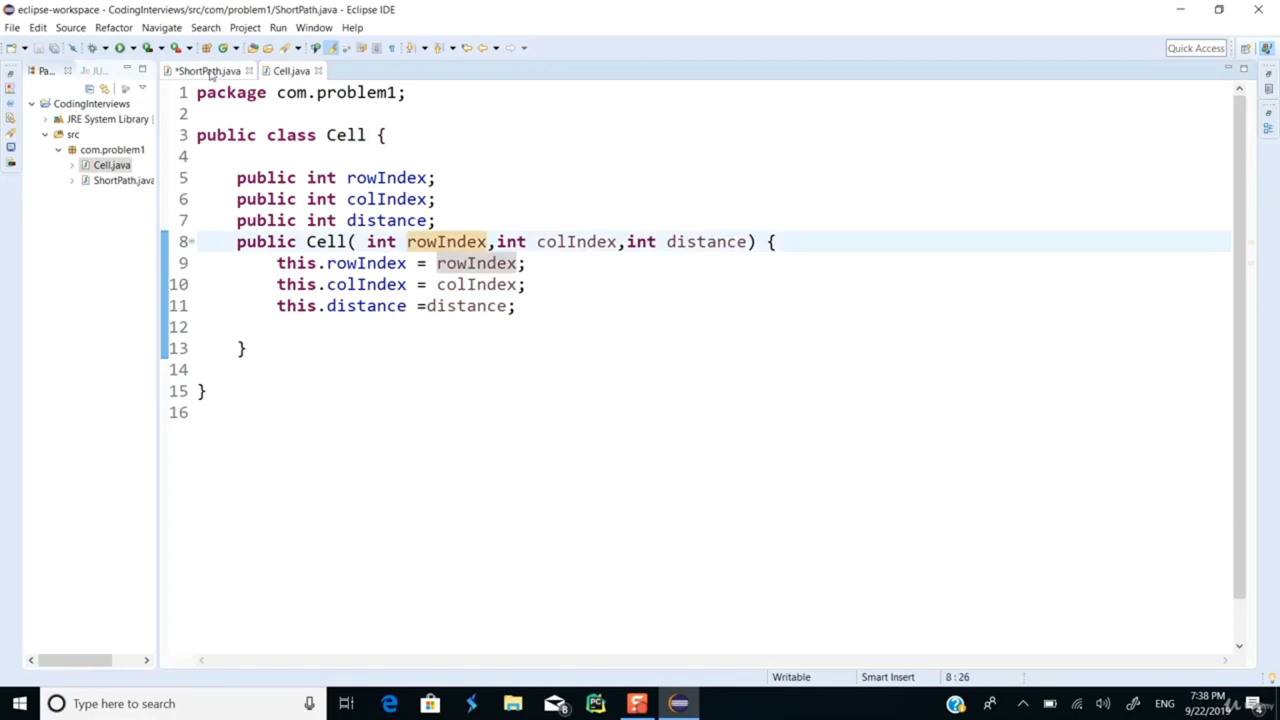 eclipse-workspace - CodingInterviews/src/com/problem1/ShortPath.java - Eclipse IDE
File Edit Source Refactor Navigate Search Project Run Window Help
Quick Access
Pa... JU... *ShortPath.java Cell.java
CodingInterviews
JRE System Library
src
com.problem1
Cell.java
ShortPath.java
1 package com.problem1;
2
3 public class Cell {
4
5 public int rowIndex;
6 public int colIndex;
7 public int distance;
8 public Cell( int rowIndex,int colIndex,int distance) {
9 this.rowIndex = rowIndex;
10 this.colIndex = colIndex;
11 this.distance =distance;
12
13 }
14
15 }
16
Writable Smart Insert 8 : 26
Type here to search
8
ENG
7:38 PM
9/22/2019
4